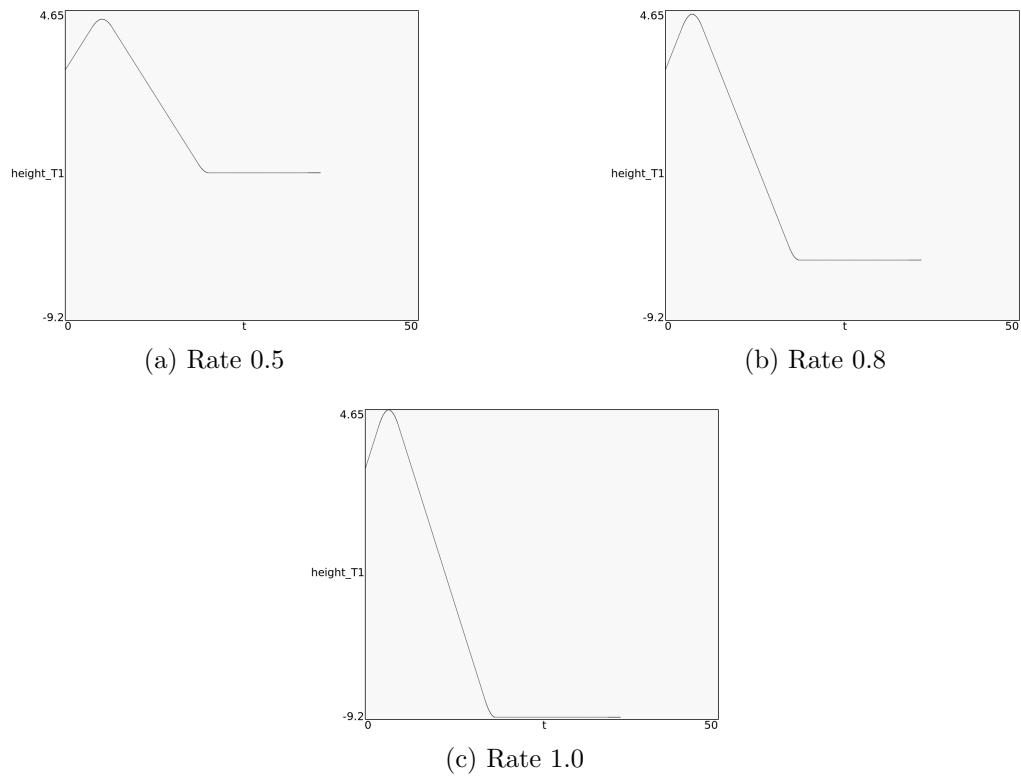 4.65
height_T1
-9.2
0 t 50
(a) Rate 0.5
4.65
height_T1
-9.2
0 t 50
(b) Rate 0.8
4.65
height_T1
-9.2
0 t 50
(c) Rate 1.0